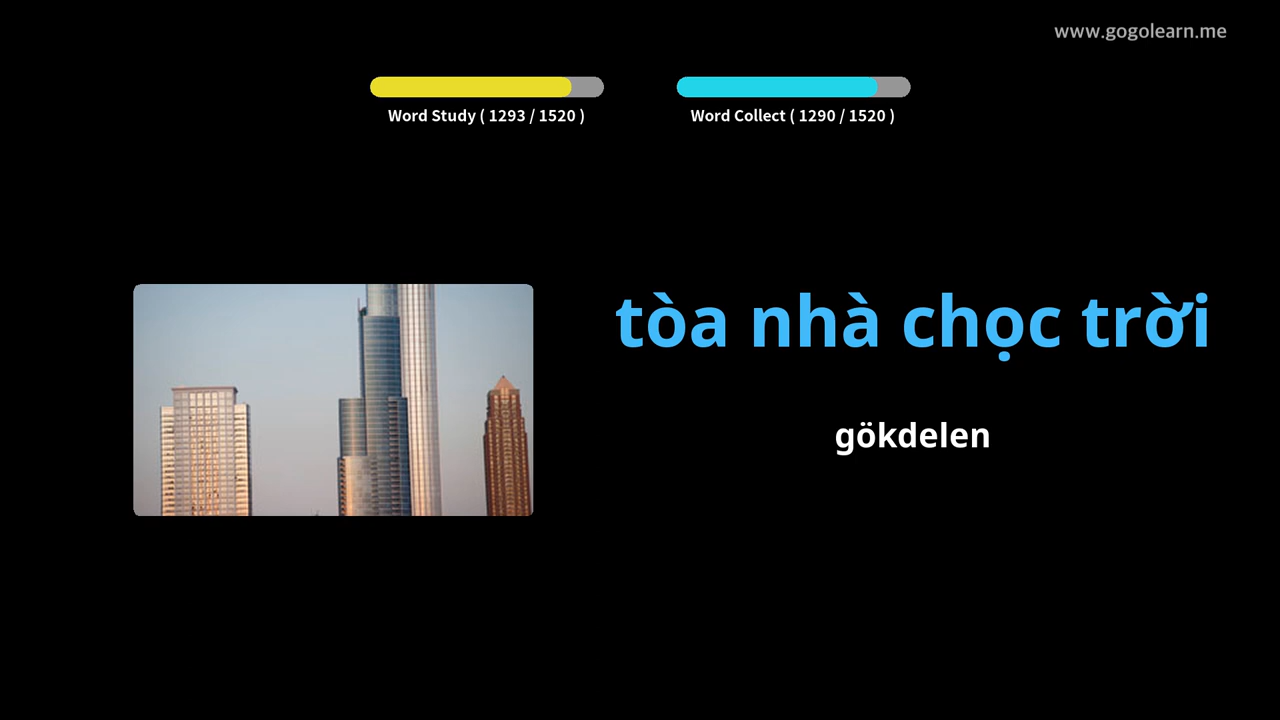 www.gogolearn.me
Word Study ( 1293 / 1520 )
Word Collect ( 1290 / 1520 )
tòa nhà chọc trời
gökdelen